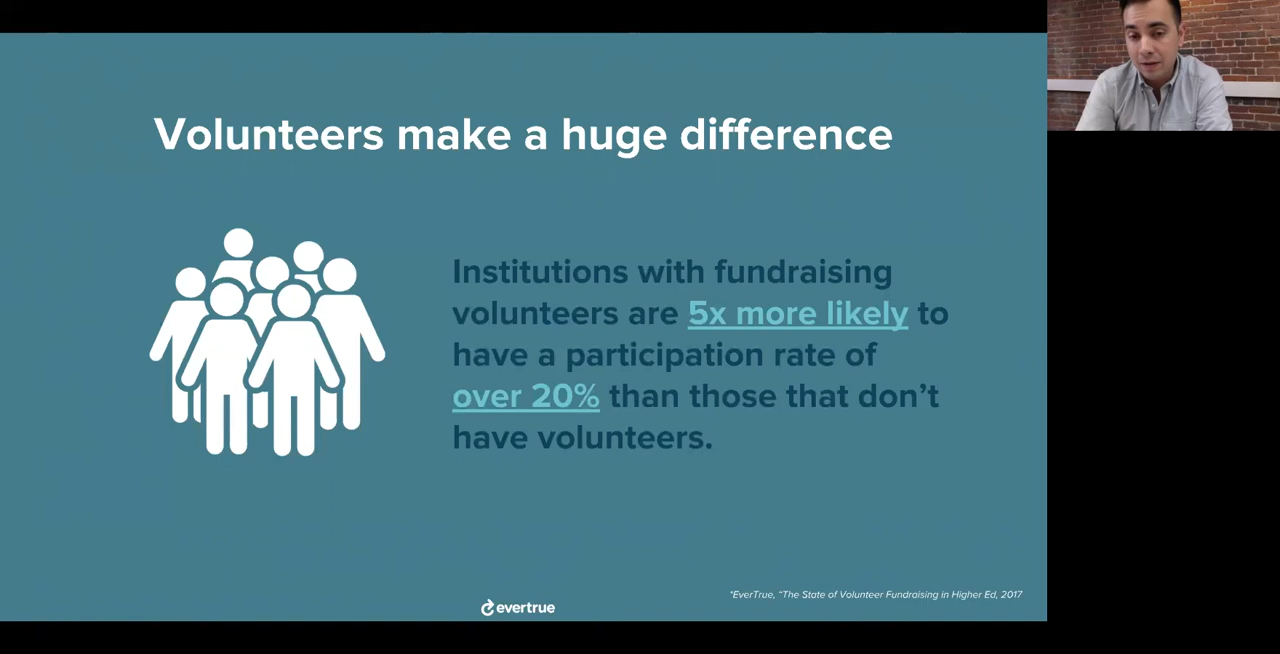 Volunteers make a huge difference
Institutions with fundraising
volunteers are 5x more likely to
have a participation rate of
over 20% than those that don’t
have volunteers.
*EverTrue, “The State of Volunteer Fundraising in Higher Ed, 2017
evertrue